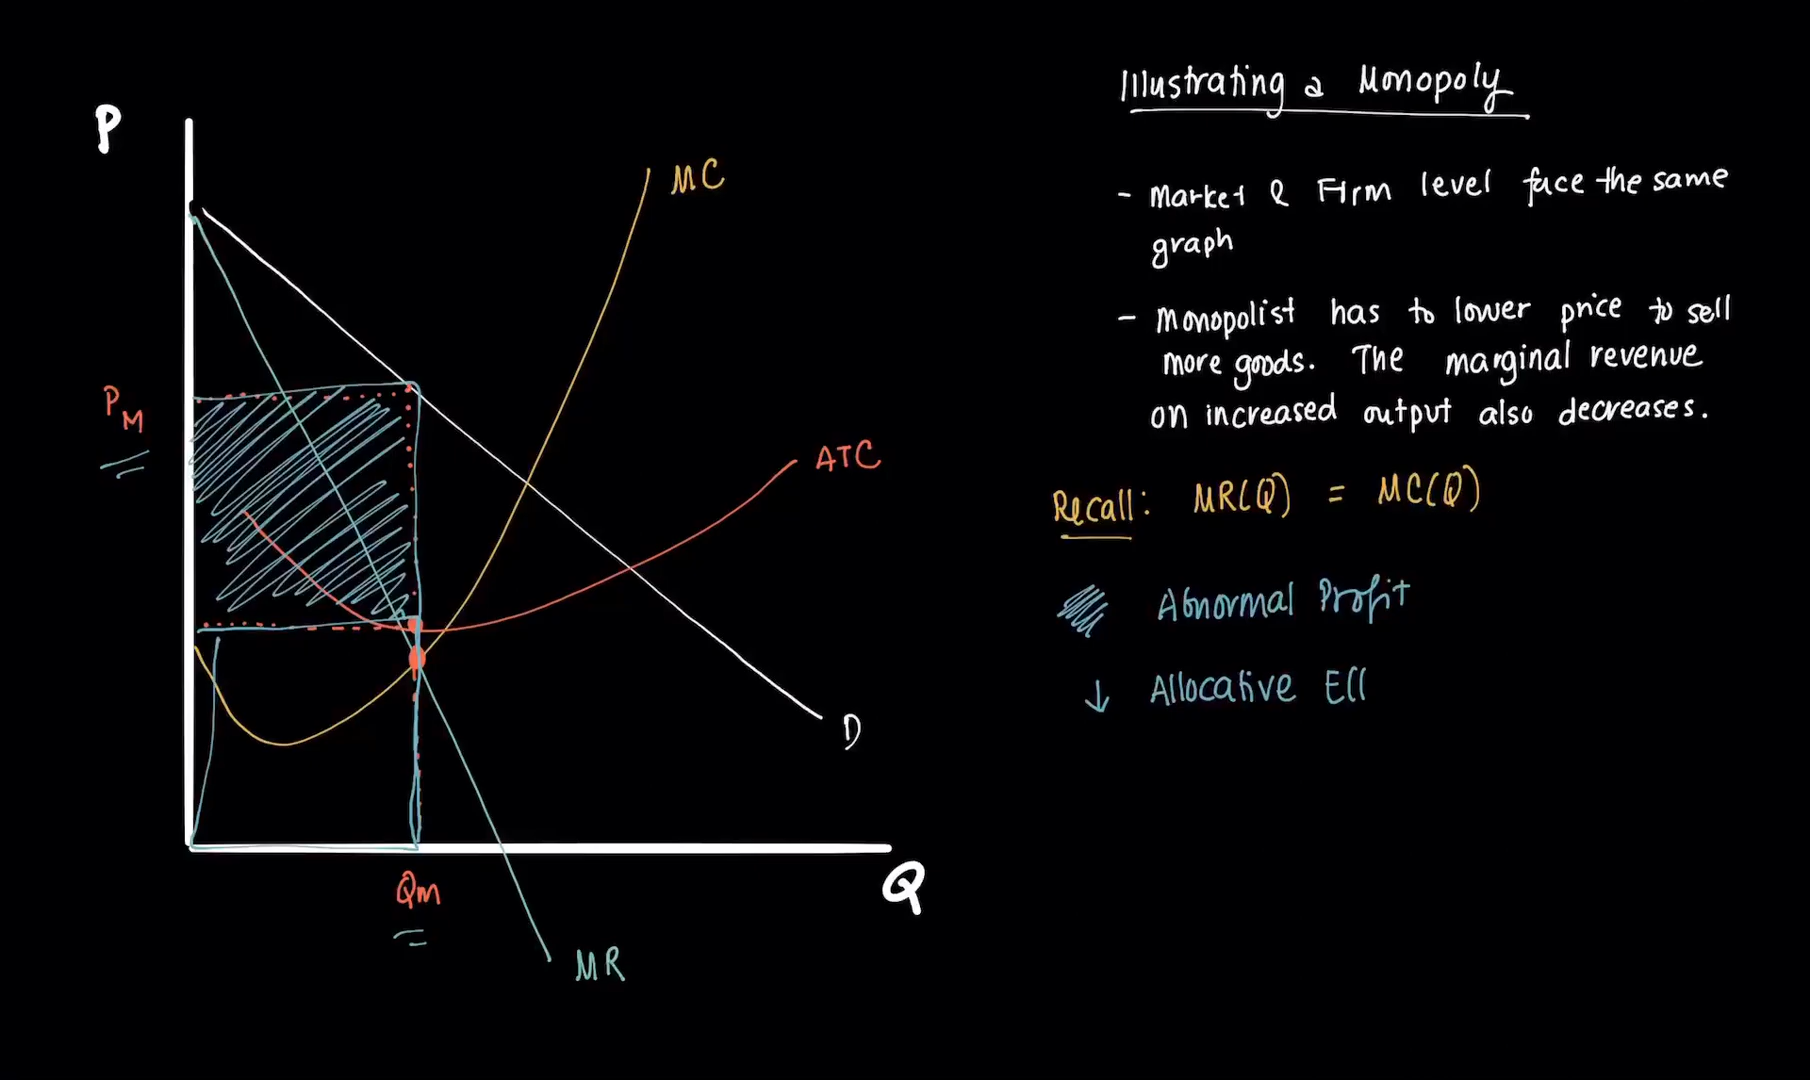 Illustrating a Monopoly
P
MC
- Market & Firm level face the same
graph
- Monopolist has to lower price to sell
more goods. The marginal revenue
on increased output also decreases.
PM
ATC
Recall: MR(Q) = MC(Q)
Abnormal Profit
↓ Allocative Eff
D
Q
Qm
MR